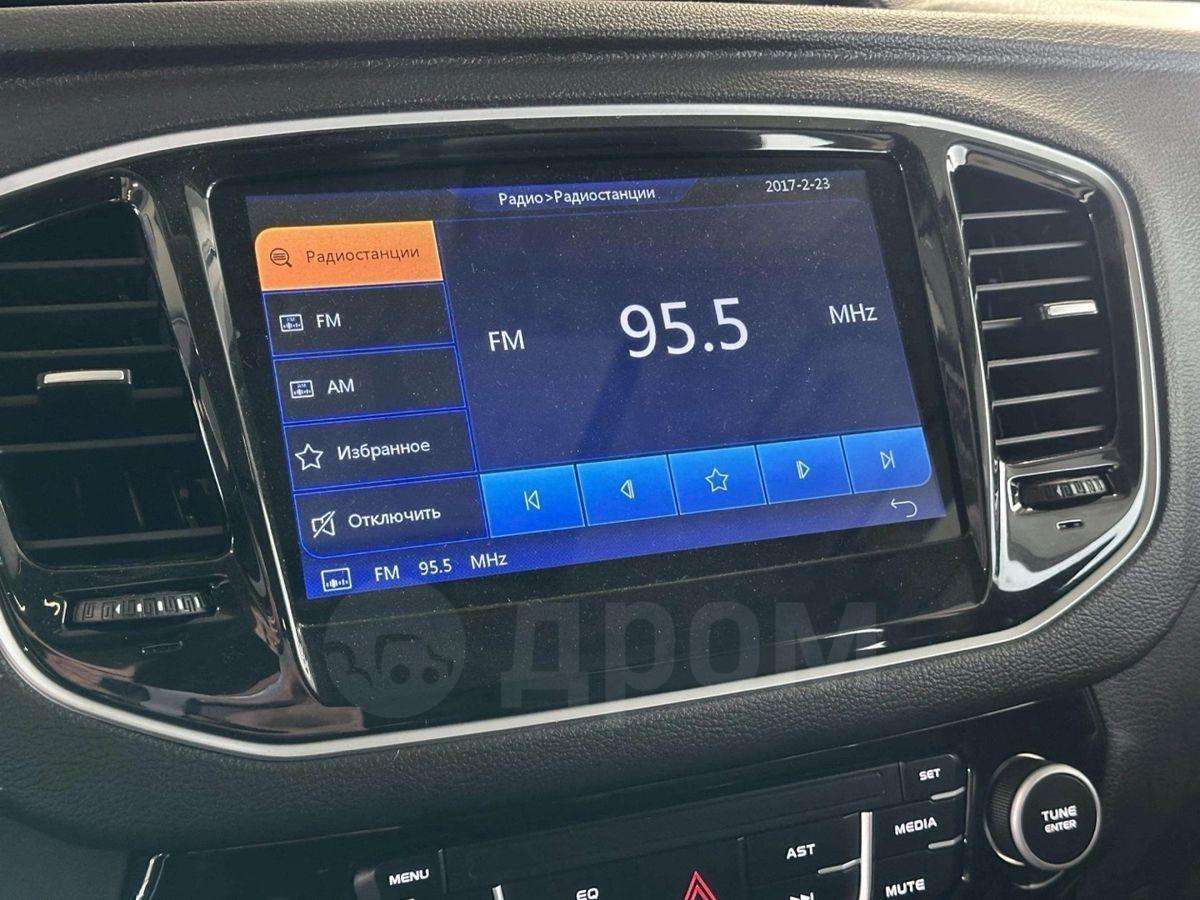 Радио>Радиостанции
2017-2-23
Радиостанции
FM
AM
Избранное
Отключить
FM 95.5 MHz
FM 95.5 MHz
дром
SET
MEDIA
TUNE
ENTER
AST
MENU
EQ
MUTE